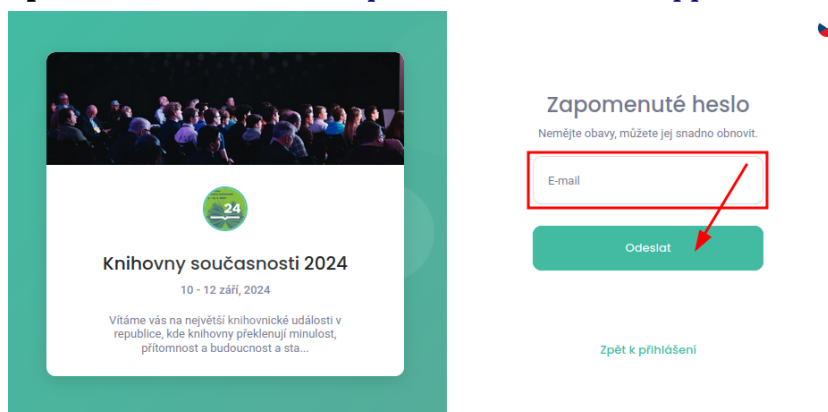 24
Knihovny současnosti 2024
10 - 12 září, 2024
Vítáme vás na největší knihovnické události v
republice, kde knihovny překlenují minulost,
přítomnost a budoucnost a sta...
Zapomenuté heslo
Nemějte obavy, můžete jej snadno obnovit.
E-mail
Odeslat
Zpět k přihlášení